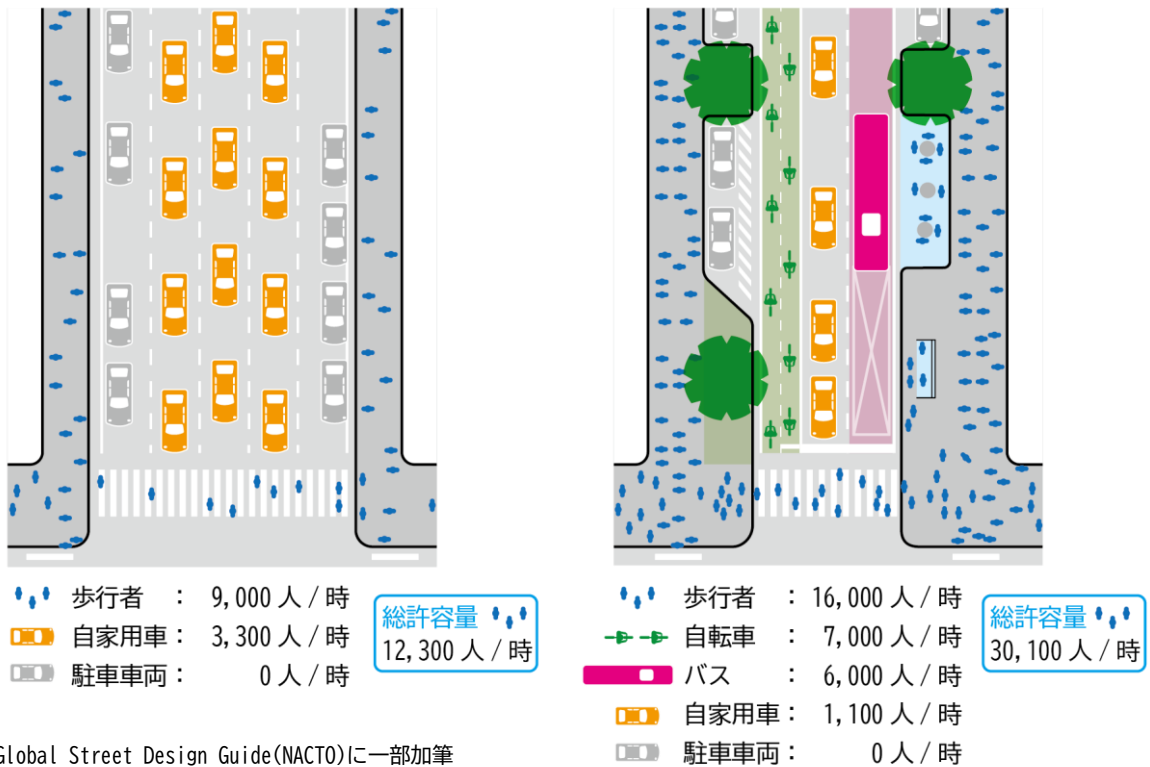 歩行者 : 9,000 人 / 時
自家用車 : 3,300 人 / 時
駐車車両 : 0人 / 時
総許容量
12,300 人 / 時
歩行者 : 16,000 人 / 時
自転車 : 7,000 人 / 時
バス : 6,000 人 / 時
自家用車 : 1,100 人 / 時
駐車車両 : 0人 / 時
総許容量
30,100 人 / 時
Global Street Design Guide(NACTO)に一部加筆